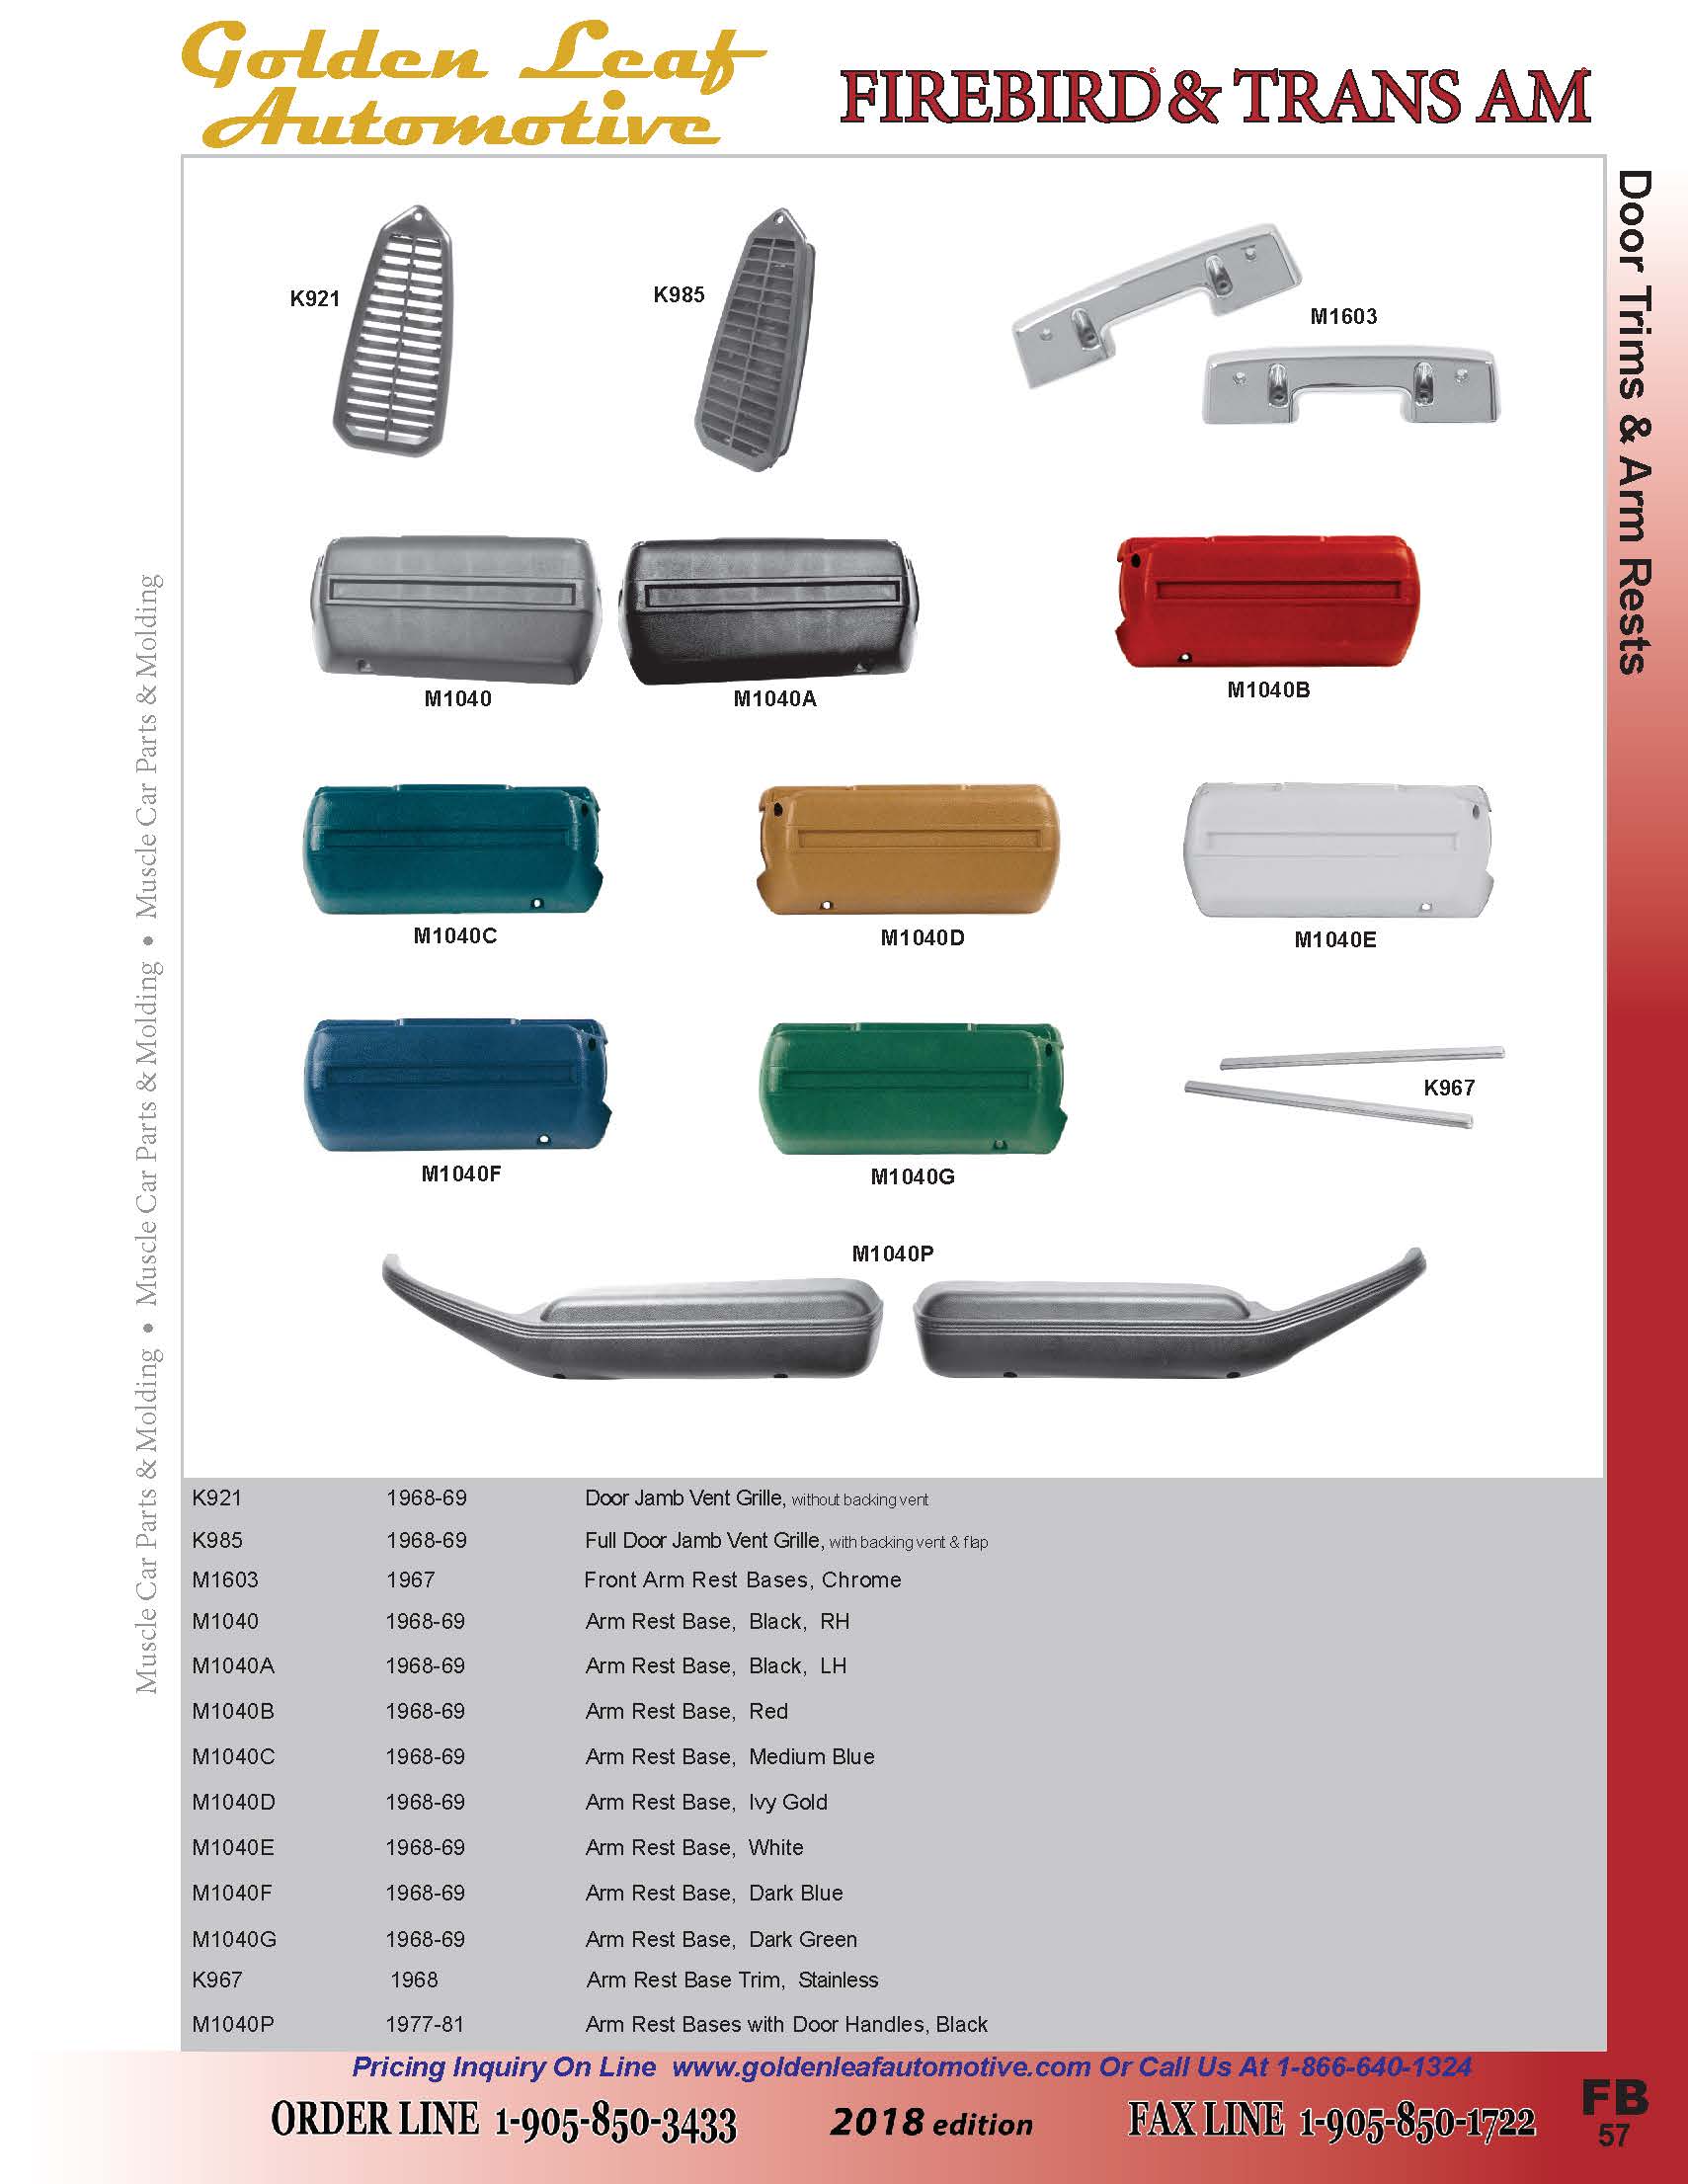 Golden Leaf
Automotive
FIREBIRD & TRANS AM
Door Trims & Arm Rests
Muscle Car Parts & Molding • Muscle Car Parts & Molding • Muscle Car Parts & Molding
K921
K985
M1603
M1040
M1040A
M1040B
M1040C
M1040D
M1040E
M1040F
M1040G
K967
M1040P
K921 1968-69 Door Jamb Vent Grille, without backing vent
K985 1968-69 Full Door Jamb Vent Grille, with backing vent & flap
M1603 1967 Front Arm Rest Bases, Chrome
M1040 1968-69 Arm Rest Base, Black, RH
M1040A 1968-69 Arm Rest Base, Black, LH
M1040B 1968-69 Arm Rest Base, Red
M1040C 1968-69 Arm Rest Base, Medium Blue
M1040D 1968-69 Arm Rest Base, Ivy Gold
M1040E 1968-69 Arm Rest Base, White
M1040F 1968-69 Arm Rest Base, Dark Blue
M1040G 1968-69 Arm Rest Base, Dark Green
K967 1968 Arm Rest Base Trim, Stainless
M1040P 1977-81 Arm Rest Bases with Door Handles, Black
Pricing Inquiry On Line www.goldenleafautomotive.com Or Call Us At 1-866-640-1324
ORDER LINE 1-905-850-3433 2018 edition FAX LINE 1-905-850-1722
FB
57